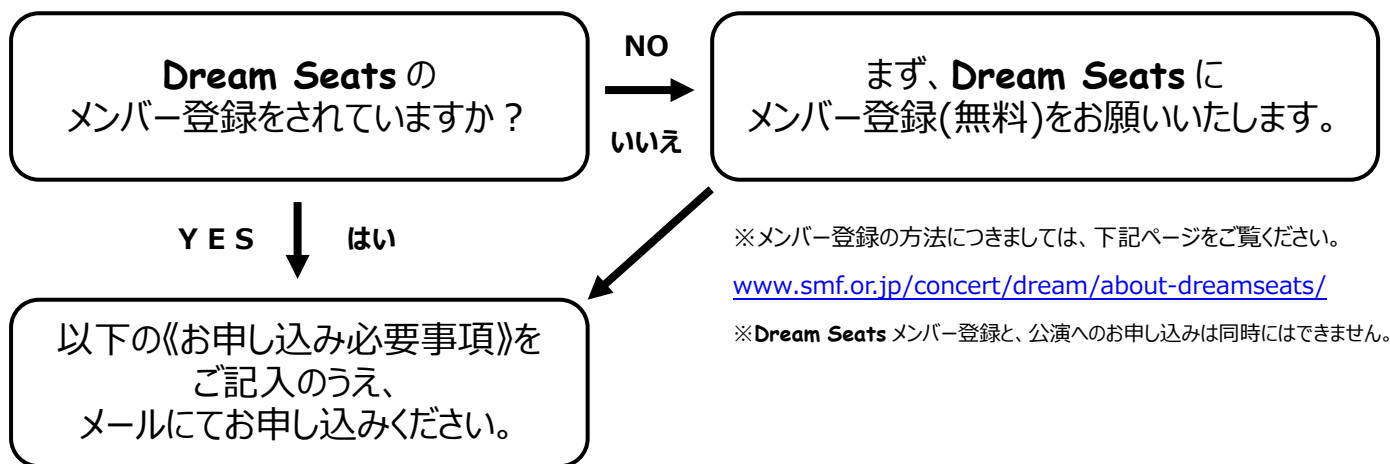 Dream Seats の
メンバー登録をされていますか？
NO
いいえ
まず、Dream Seats に
メンバー登録(無料)をお願いいたします。
ＹＥＳ はい
※メンバー登録の方法につきましては、下記ページをご覧ください。
www.smf.or.jp/concert/dream/about-dreamseats/
※Dream Seats メンバー登録と、公演へのお申し込みは同時にはできません。
以下の《お申し込み必要事項》を
ご記入のうえ、
メールにてお申し込みください。